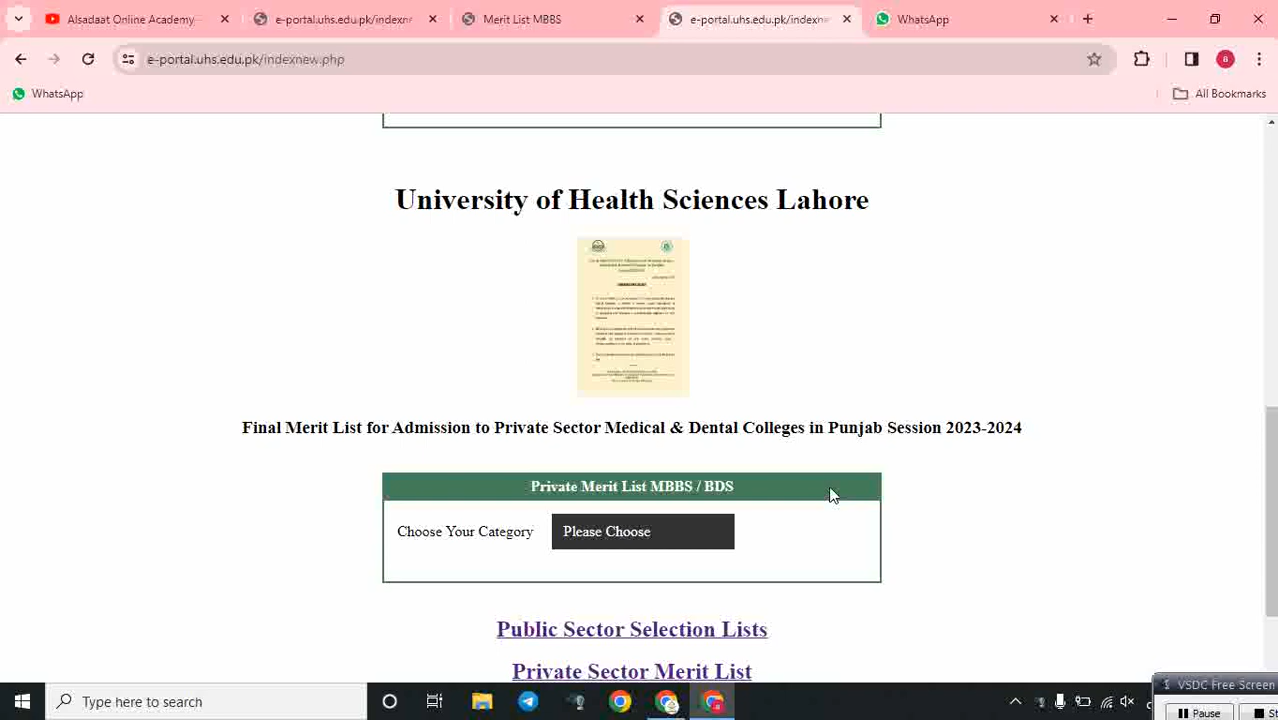 Alsadaat Online Academy
e-portal.uhs.edu.pk/indexn
Merit List MBBS
e-portal.uhs.edu.pk/indexn
WhatsApp
e-portal.uhs.edu.pk/indexnew.php
a
WhatsApp
All Bookmarks
University of Health Sciences Lahore
Final Merit List for Admission to Private Sector Medical & Dental Colleges in Punjab Session 2023-2024
Private Merit List MBBS / BDS
Choose Your Category
Please Choose
Public Sector Selection Lists
Private Sector Merit List
Type here to search
VSDC Free Screen
Pause
St